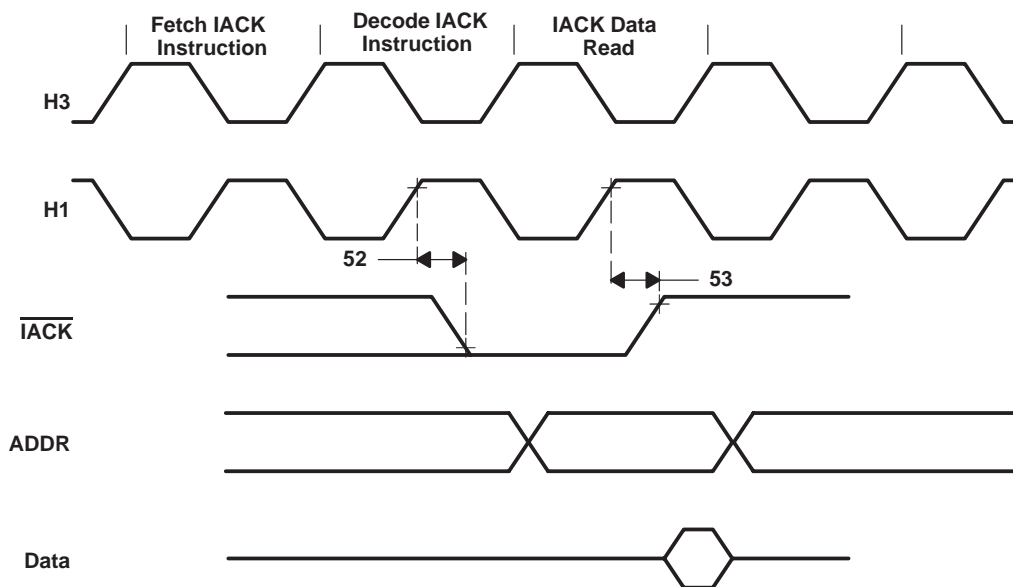 Fetch IACK
Instruction
Decode IACK
Instruction
IACK Data
Read
H3
H1
52
53
IACK
ADDR
Data